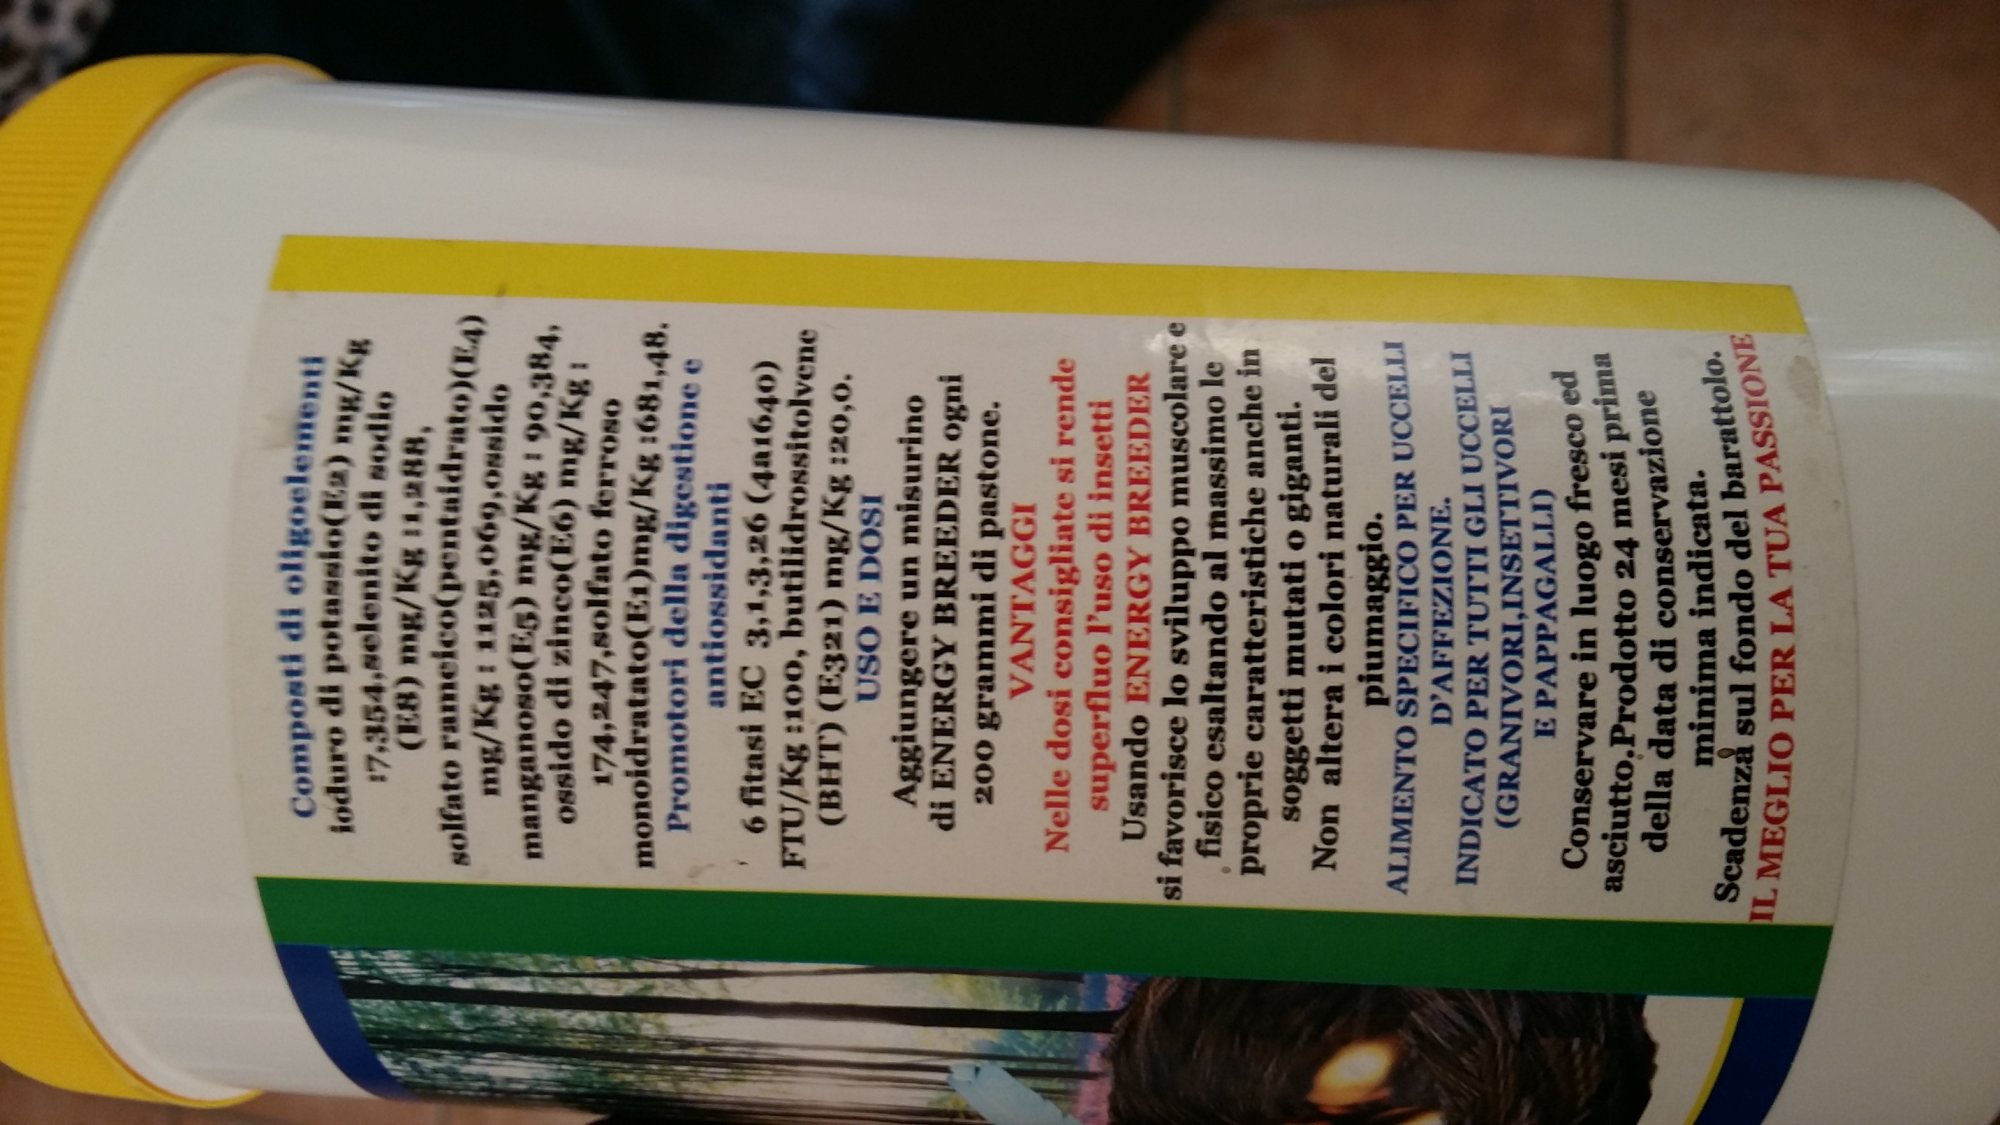 Composti di oligoelementi
ioduro di potassio(E2) mg/Kg
:7,354,selenito di sodio
(E8) mg/Kg :1,288,
solfato rameico(pentaidrato)(E4)
mg/Kg : 1125,069,ossido
manganoso(E5) mg/Kg : 90,384,
ossido di zinco(E6) mg/Kg :
174,247,solfato ferroso
monoidratato(E1)mg/Kg :681,48.
Promotori della digestione e
antiossidanti
6 fitasi EC 3,1,3,26 (4a1640)
FTU/Kg :100, butilidrossitolvene
(BHT) (E321) mg/Kg :20,0.
USO E DOSI
Aggiungere un misurino
di ENERGY BREEDER ogni
200 grammi di pastone.
VANTAGGI
Nelle dosi consigliate si rende
superfluo l'uso di insetti
Usando ENERGY BREEDER
si favorisce lo sviluppo muscolare e
fisico esaltando al massimo le
proprie caratteristiche anche in
soggetti mutati o giganti.
Non altera i colori naturali del
piumaggio.
ALIMENTO SPECIFICO PER UCCELLI
D'AFFEZIONE.
INDICATO PER TUTTI GLI UCCELLI
(GRANIVORI,INSETTIVORI
E PAPPAGALLI)
Conservare in luogo fresco ed
asciutto.Prodotto 24 mesi prima
della data di conservazione
minima indicata.
Scadenza sul fondo del barattolo.
IL MEGLIO PER LA TUA PASSIONE